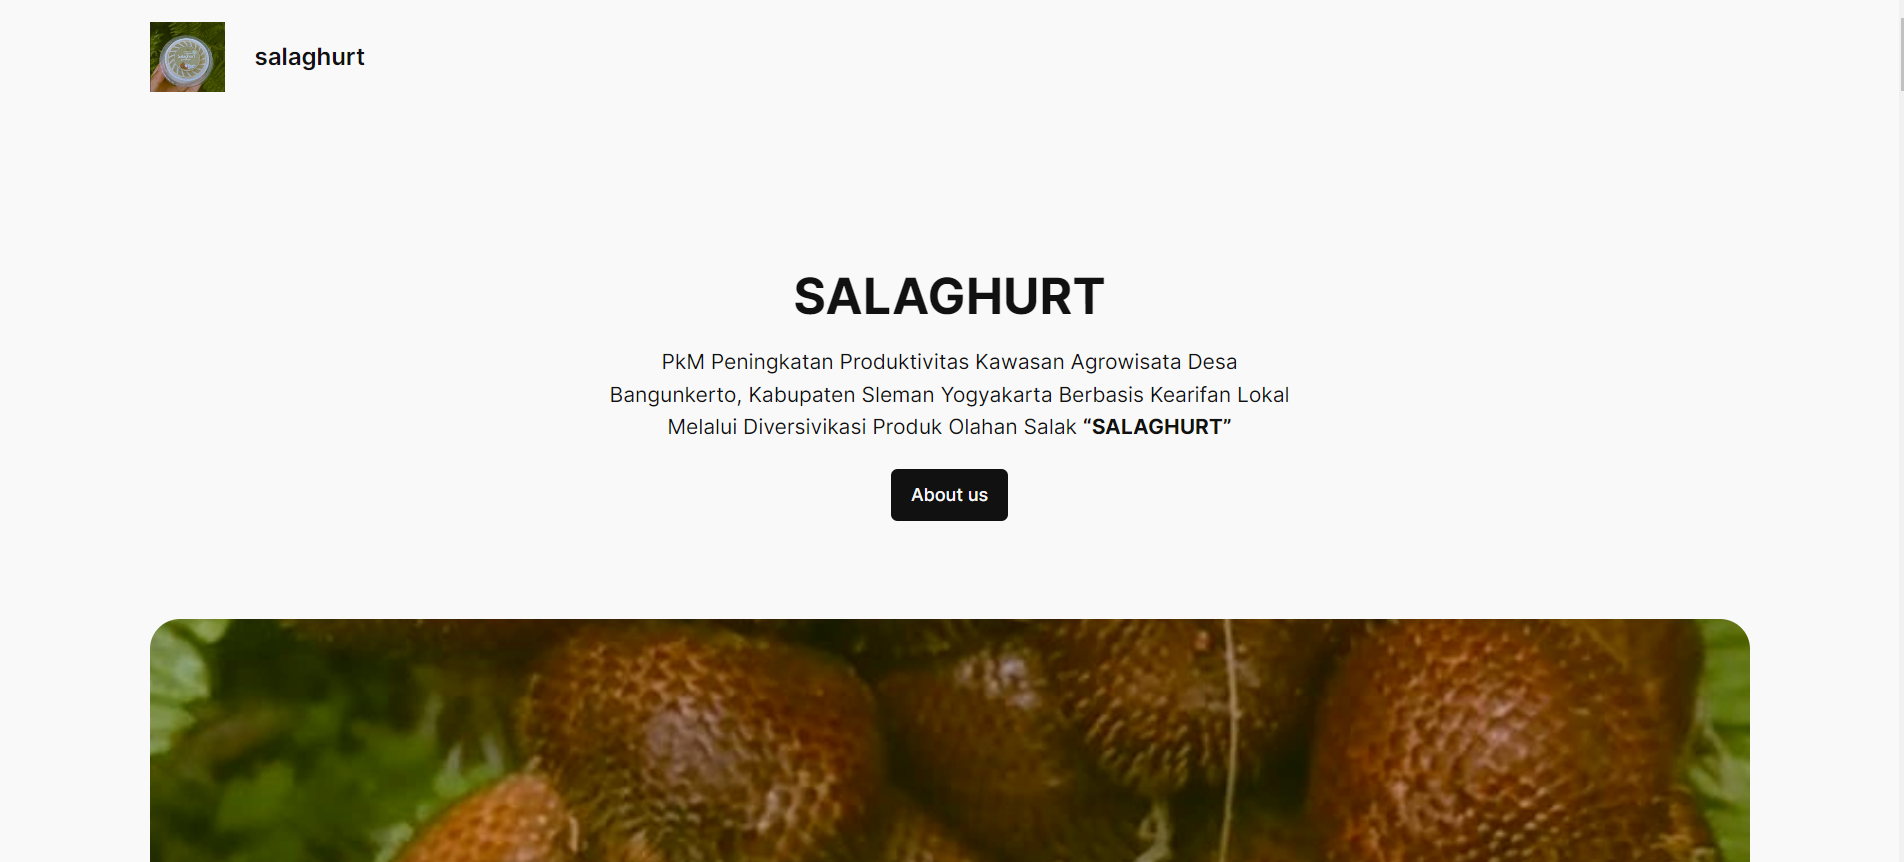 salaghurt
SALAGHURT
PkM Peningkatan Produktivitas Kawasan Agrowisata Desa
Bangunkerto, Kabupaten Sleman Yogyakarta Berbasis Kearifan Lokal
Melalui Diversivikasi Produk Olahan Salak “SALAGHURT”
About us